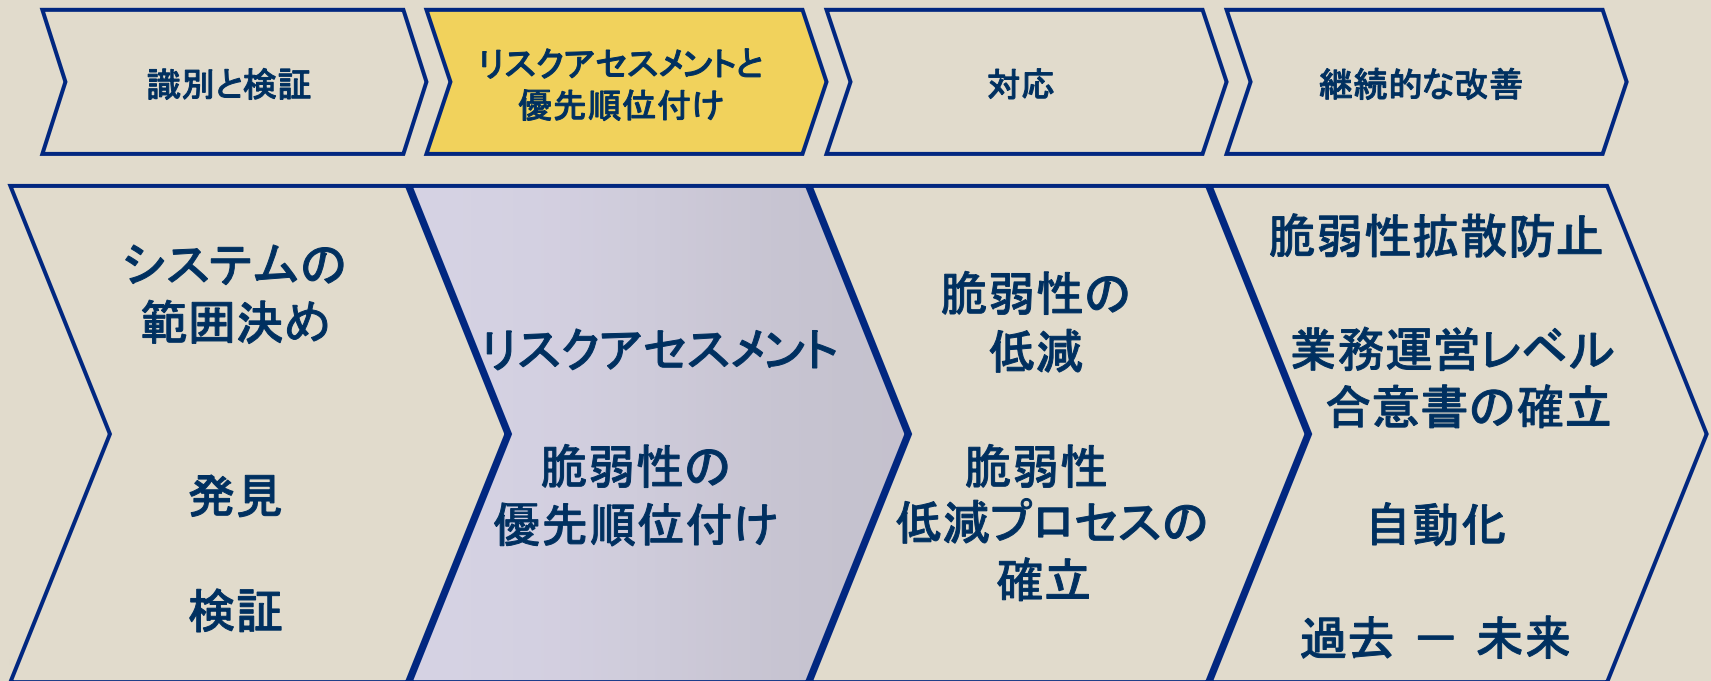 識別と検証
リスクアセスメントと
優先順位付け
対応
継続的な改善
システムの
範囲決め
発見
検証
リスクアセスメント
脆弱性の
優先順位付け
脆弱性の
低減
脆弱性
低減プロセスの
確立
脆弱性拡散防止
業務運営レベル
合意書の確立
自動化
過去 － 未来